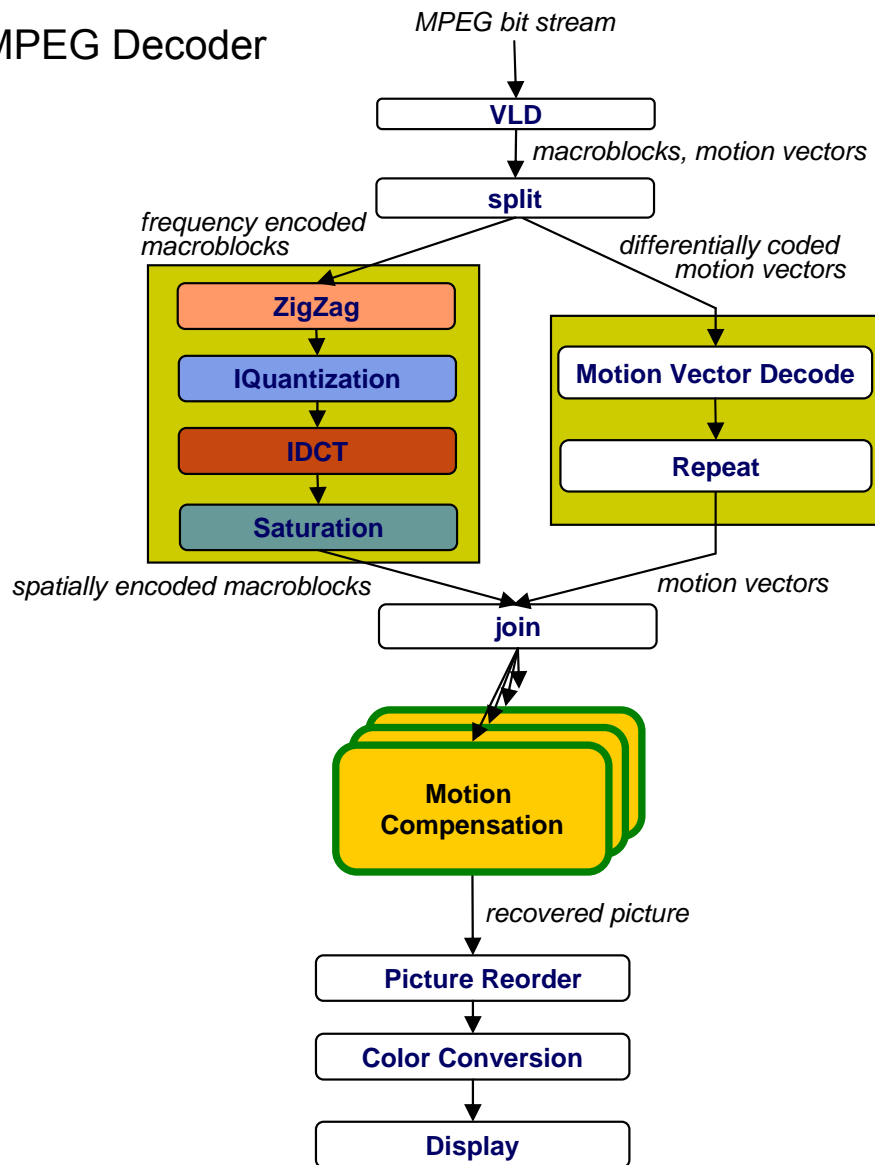 MPEG Decoder
MPEG bit stream
VLD
macroblocks, motion vectors
split
frequency encoded
macroblocks
differentially coded
motion vectors
ZigZag
IQuantization
IDCT
Saturation
Motion Vector Decode
Repeat
spatially encoded macroblocks
motion vectors
join
Motion
Compensation
recovered picture
Picture Reorder
Color Conversion
Display